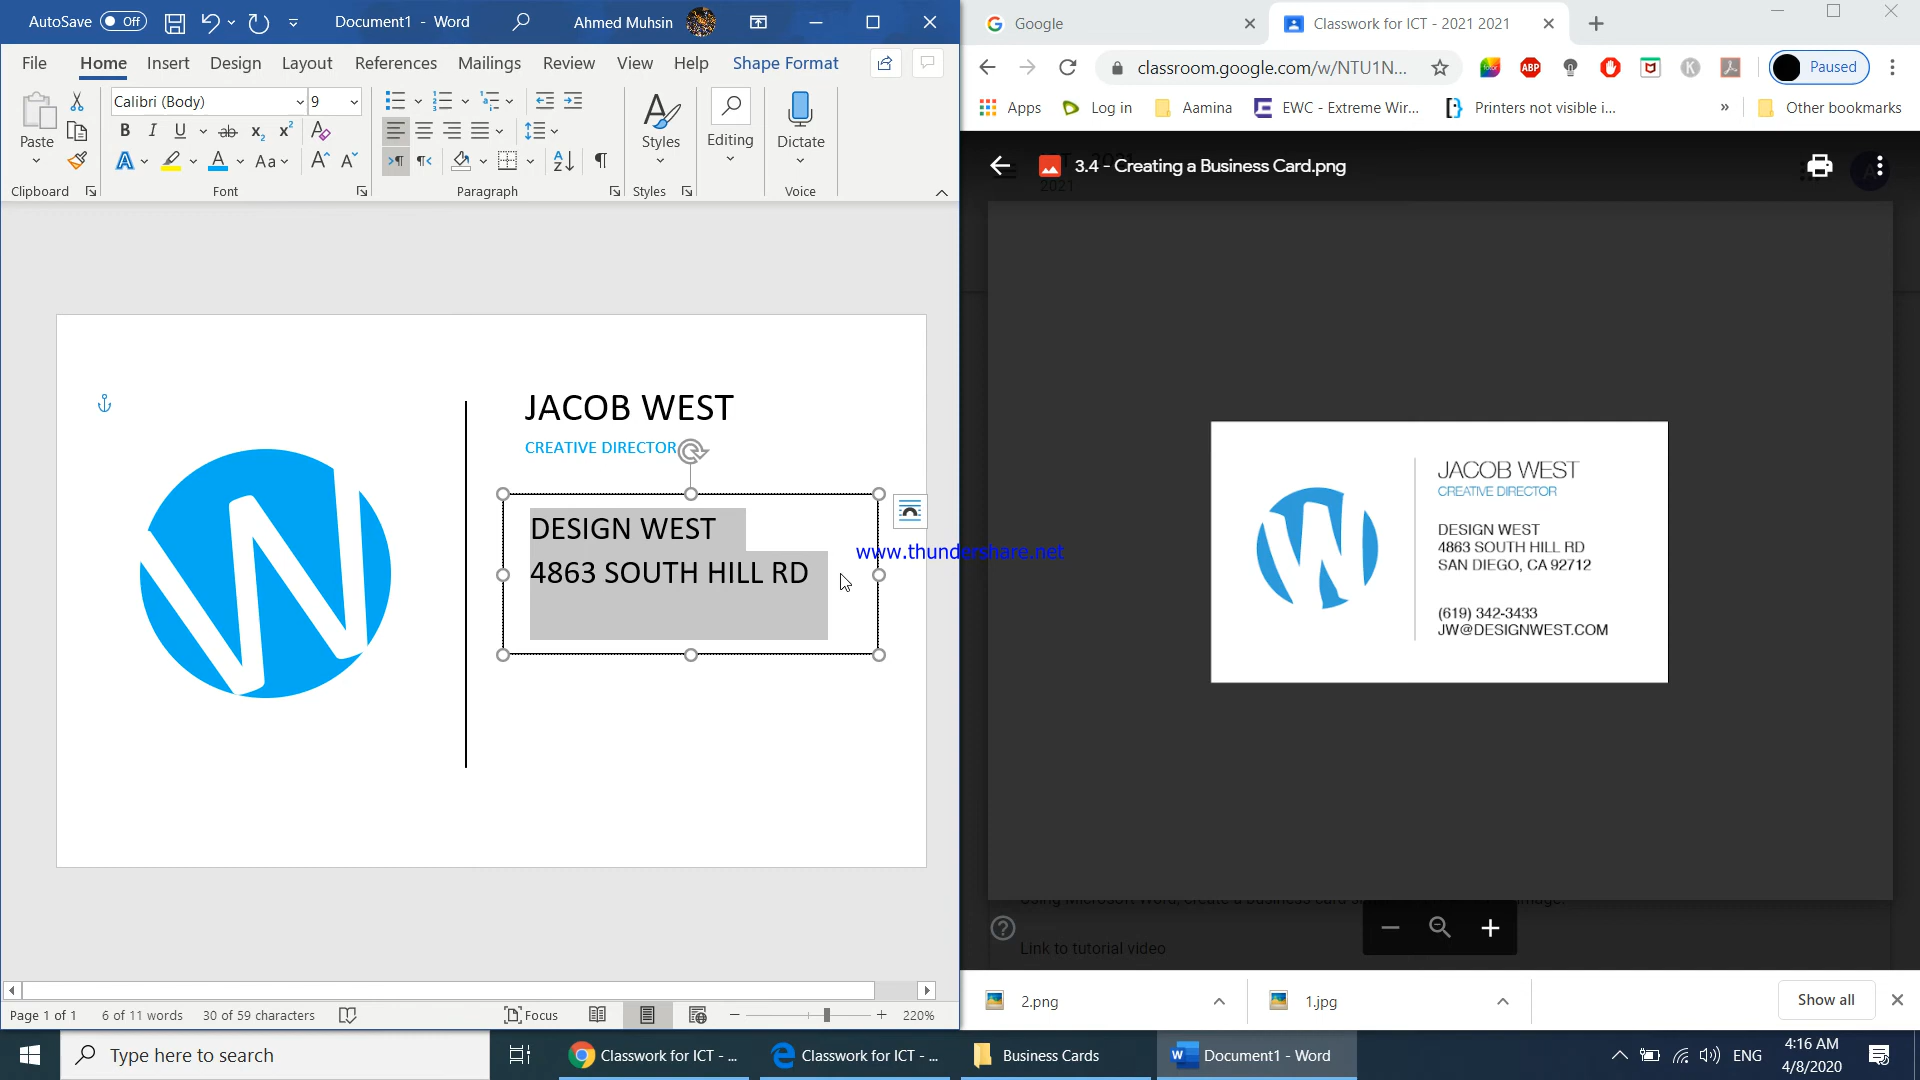 AutoSave Off Document1 - Word Ahmed Muhsin
File Home Insert Design Layout References Mailings Review View Help Shape Format
Paste Calibri (Body) 9 Styles Editing Dictate
Clipboard Font Paragraph Styles Voice
JACOB WEST
CREATIVE DIRECTOR
DESIGN WEST
4863 SOUTH HILL RD
W
www.thundershare.net
Page 1 of 1 6 of 11 words 30 of 59 characters Focus 220%
Google Classwork for ICT - 2021 2021
classroom.google.com/w/NTU1N... ABP Paused
Apps Log in Aamina EWC - Extreme Wir... Printers not visible i... » Other bookmarks
3.4 - Creating a Business Card.png
2021
W
JACOB WEST
CREATIVE DIRECTOR
DESIGN WEST
4863 SOUTH HILL RD
SAN DIEGO, CA 92712
(619) 342-3433
JW@DESIGNWEST.COM
Link to tutorial video
2.png 1.jpg Show all
Type here to search Classwork for ICT - ... Classwork for ICT - ... Business Cards Document1 - Word ENG 4:16 AM
4/8/2020